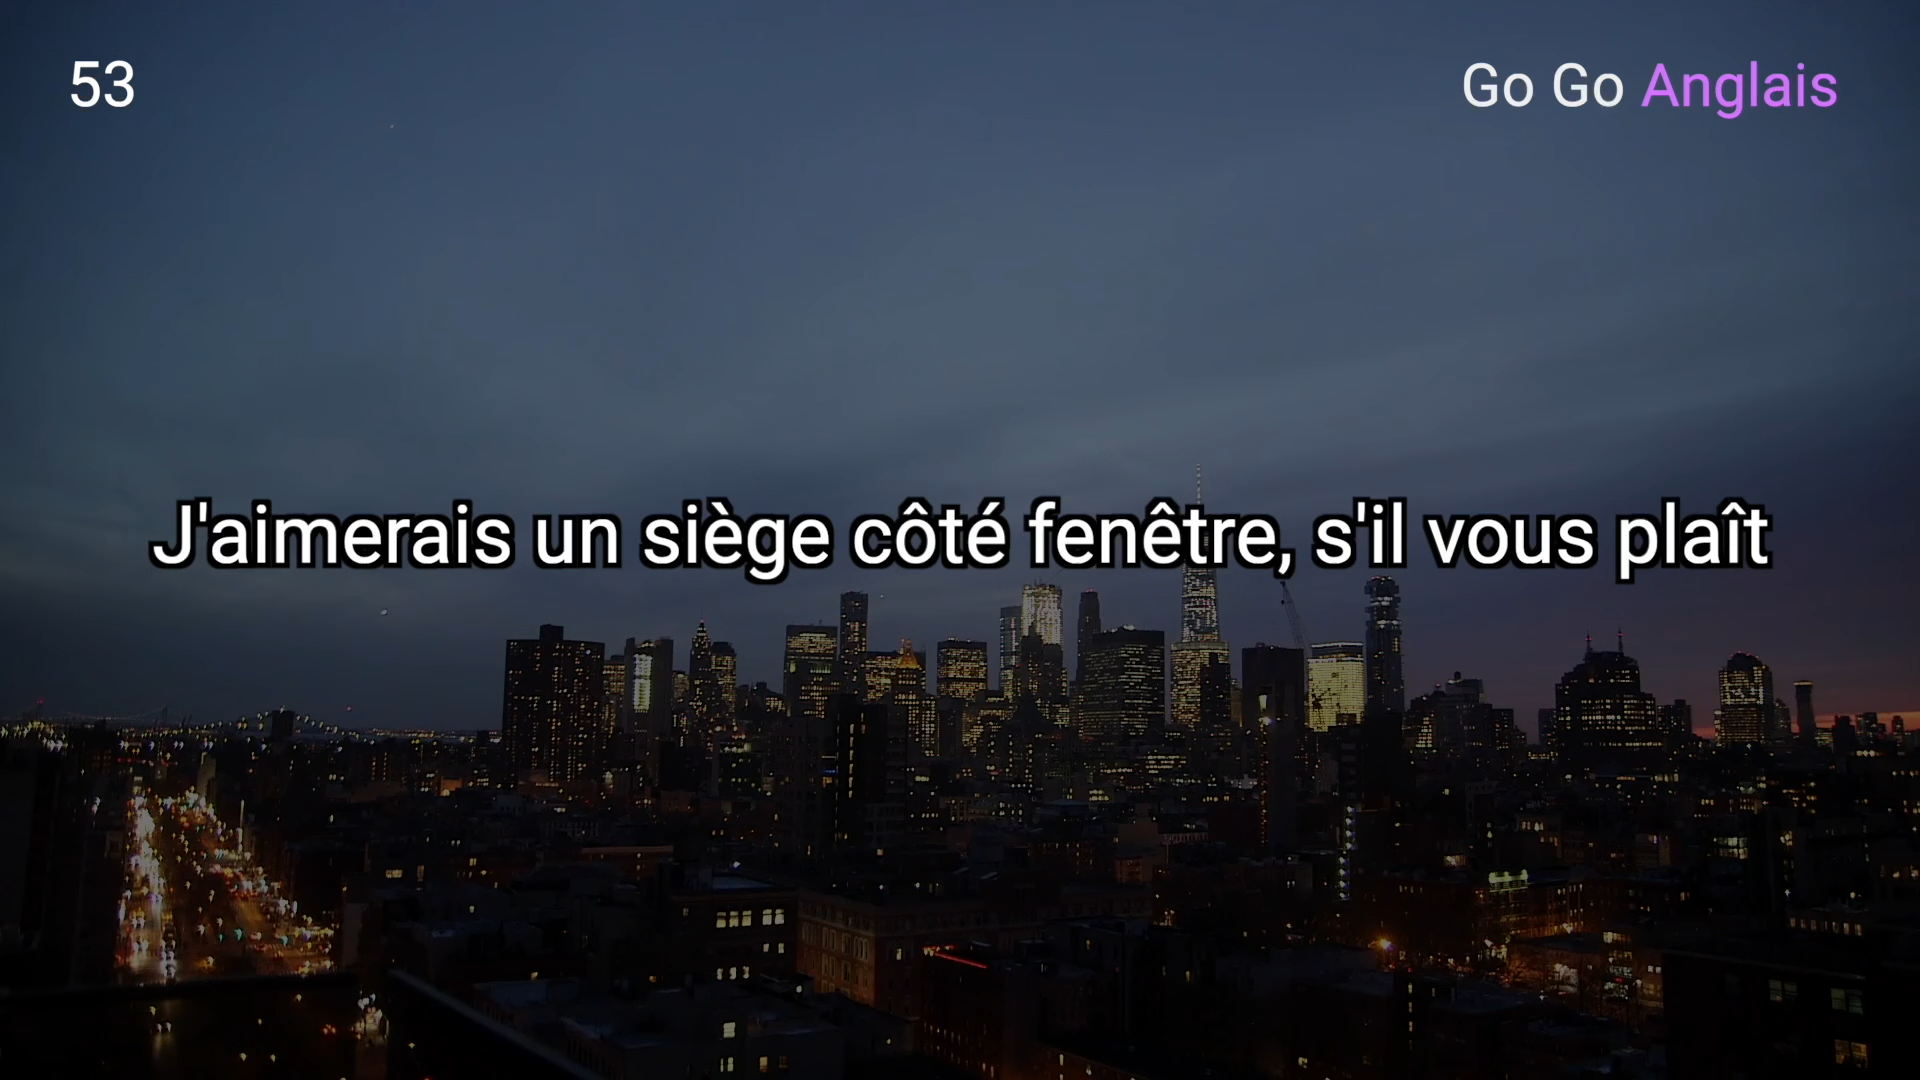 53
Go Go Anglais
J'aimerais un siège côté fenêtre, s'il vous plaît